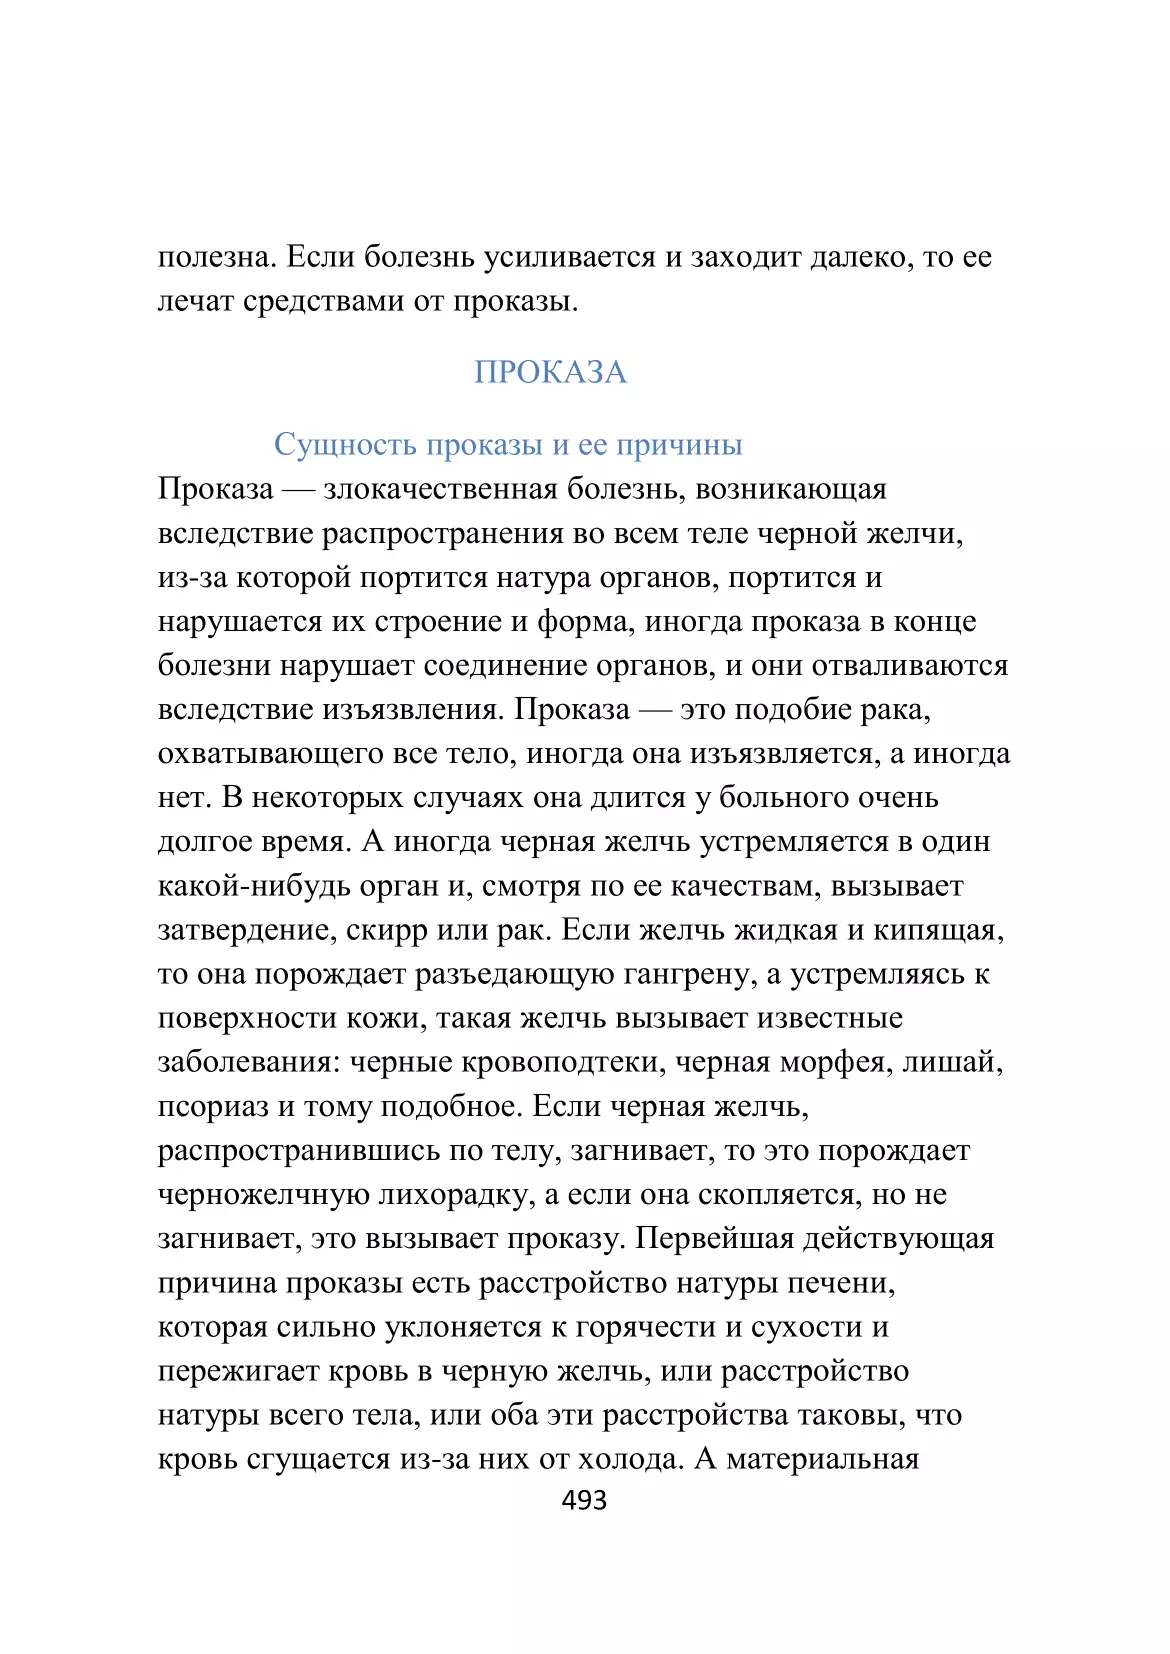 полезна. Если болезнь усиливается и заходит далеко, то ее
лечат средствами от проказы.
ПРОКАЗА
Сущность проказы и ее причины
Проказа — злокачественная болезнь, возникающая
вследствие распространения во всем теле черной желчи,
из-за которой портится натура органов, портится и
нарушается их строение и форма, иногда проказа в конце
болезни нарушает соединение органов, и они отваливаются
вследствие изъязвления. Проказа — это подобие рака,
охватывающего все тело, иногда она изъязвляется, а иногда
нет. В некоторых случаях она длится у больного очень
долгое время. А иногда черная желчь устремляется в один
какой-нибудь орган и, смотря по ее качествам, вызывает
затвердение, скирр или рак. Если желчь жидкая и кипящая,
то она порождает разъедающую гангрену, а устремляясь к
поверхности кожи, такая желчь вызывает известные
заболевания: черные кровоподтеки, черная морфея, лишай,
псориаз и тому подобное. Если черная желчь,
распространившись по телу, загнивает, то это порождает
черножелчную лихорадку, а если она скопляется, но не
загнивает, это вызывает проказу. Первейшая действующая
причина проказы есть расстройство натуры печени,
которая сильно уклоняется к горячести и сухости и
пережигает кровь в черную желчь, или расстройство
натуры всего тела, или оба эти расстройства таковы, что
кровь сгущается из-за них от холода. А материальная
493